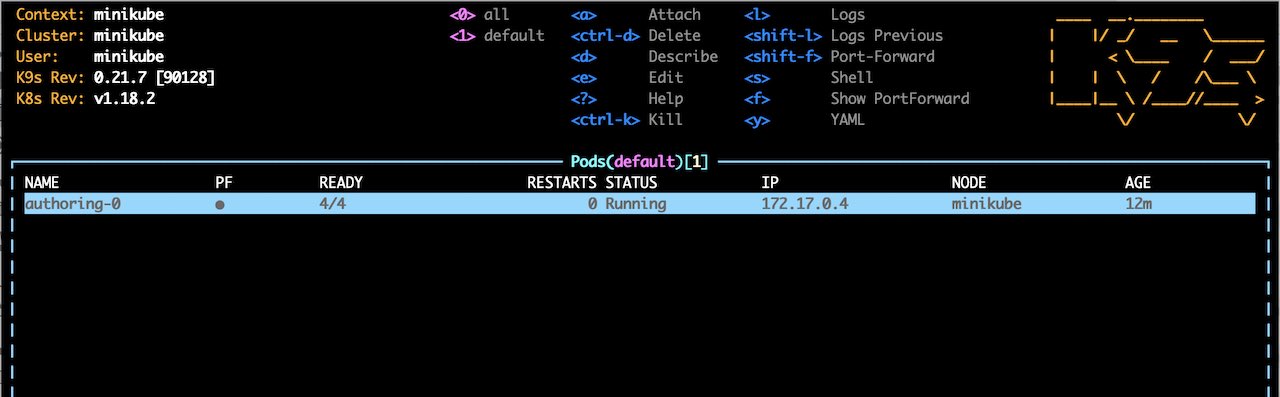 Context: minikube <0> all <a> Attach <l> Logs
Cluster: minikube <1> default <ctrl-d> Delete <shift-l> Logs Previous
User: minikube <d> Describe <shift-f> Port-Forward
K9s Rev: 0.21.7 [90128] <e> Edit <s> Shell
K8s Rev: v1.18.2 <?> Help <f> Show PortForward
<ctrl-k> Kill <y> YAML
K9s
Pods(default)[1]
NAME PF READY RESTARTS STATUS IP NODE AGE
authoring-0 ● 4/4 0 Running 172.17.0.4 minikube 12m